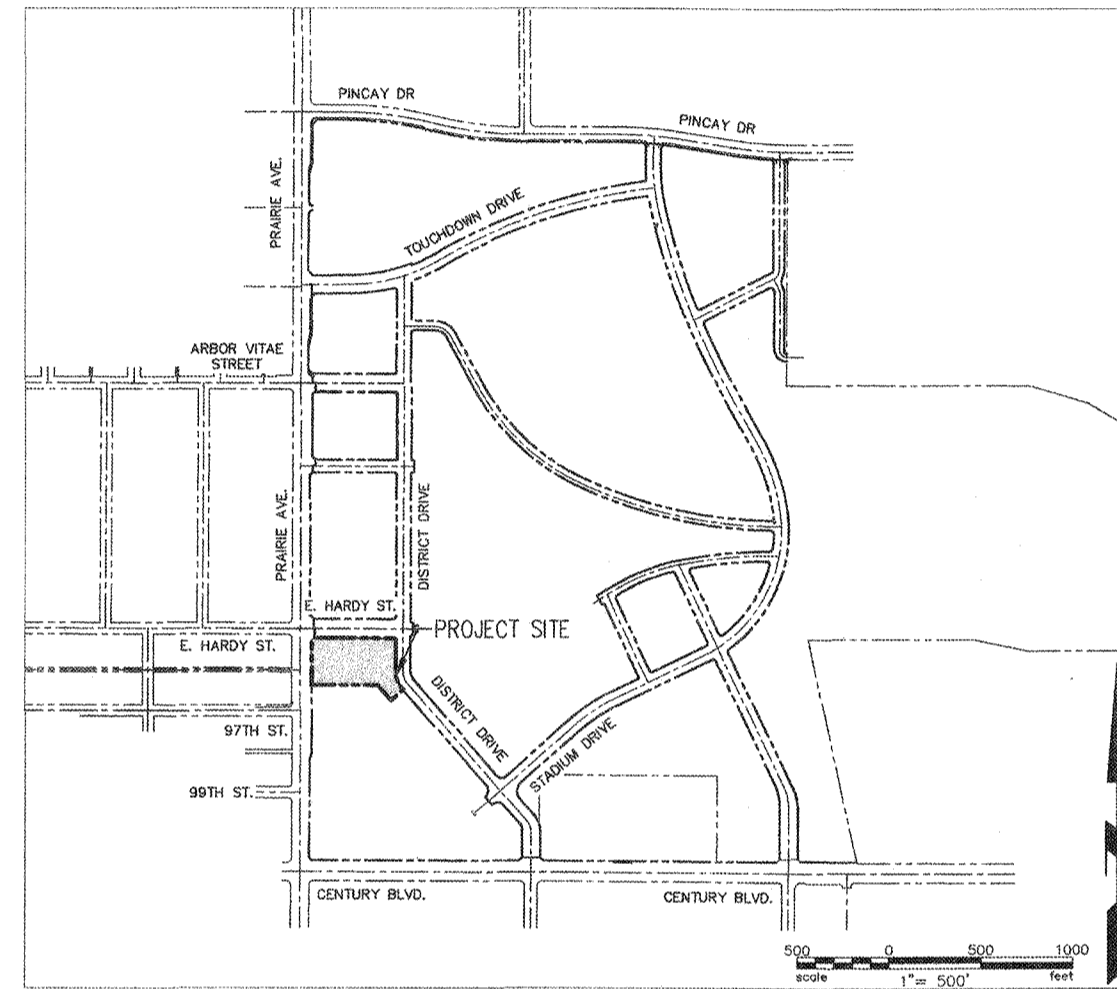 PINCAY DR
PINCAY DR
PRAIRIE AVE.
TOUCHDOWN DRIVE
ARBOR VITAE
STREET
PRAIRIE AVE.
DISTRICT DRIVE
E. HARDY ST.
PROJECT SITE
E. HARDY ST.
DISTRICT DRIVE
97TH ST.
STADIUM DRIVE
99TH ST.
CENTURY BLVD.
CENTURY BLVD.
500 0 500 1000
scale 1"= 500' feet